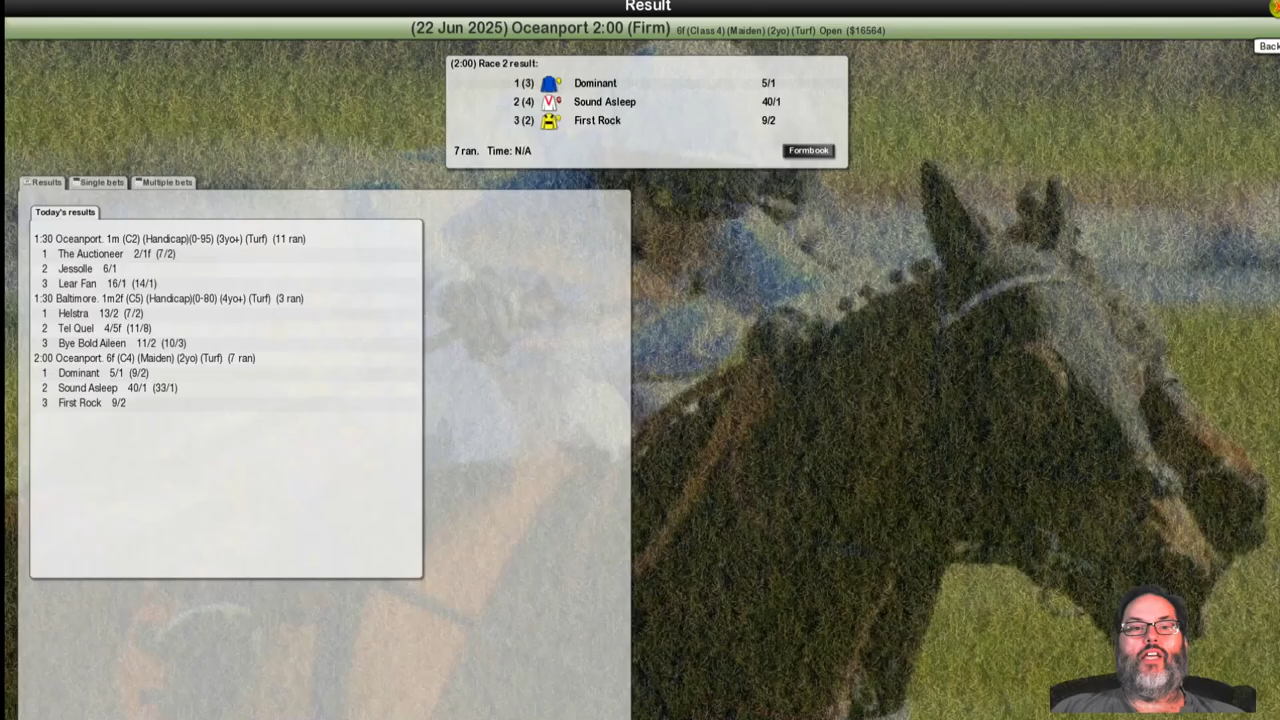 Result
(22 Jun 2025) Oceanport 2:00 (Firm) 6f (Class 4) (Maiden) (2yo) (Turf) Open ($16564)
Back
(2:00) Race 2 result:
1 (3) Dominant 5/1
2 (4) Sound Asleep 40/1
3 (2) First Rock 9/2
7 ran. Time: N/A
Formbook
Results Single bets Multiple bets
Today's results
1:30 Oceanport. 1m (C2) (Handicap)(0-95) (3yo+) (Turf) (11 ran)
1 The Auctioneer 2/1f (7/2)
2 Jessolle 6/1
3 Lear Fan 16/1 (14/1)
1:30 Baltimore. 1m2f (C5) (Handicap)(0-80) (4yo+) (Turf) (3 ran)
1 Helstra 13/2 (7/2)
2 Tel Quel 4/5f (11/8)
3 Bye Bold Aileen 11/2 (10/3)
2:00 Oceanport. 6f (C4) (Maiden) (2yo) (Turf) (7 ran)
1 Dominant 5/1 (9/2)
2 Sound Asleep 40/1 (33/1)
3 First Rock 9/2